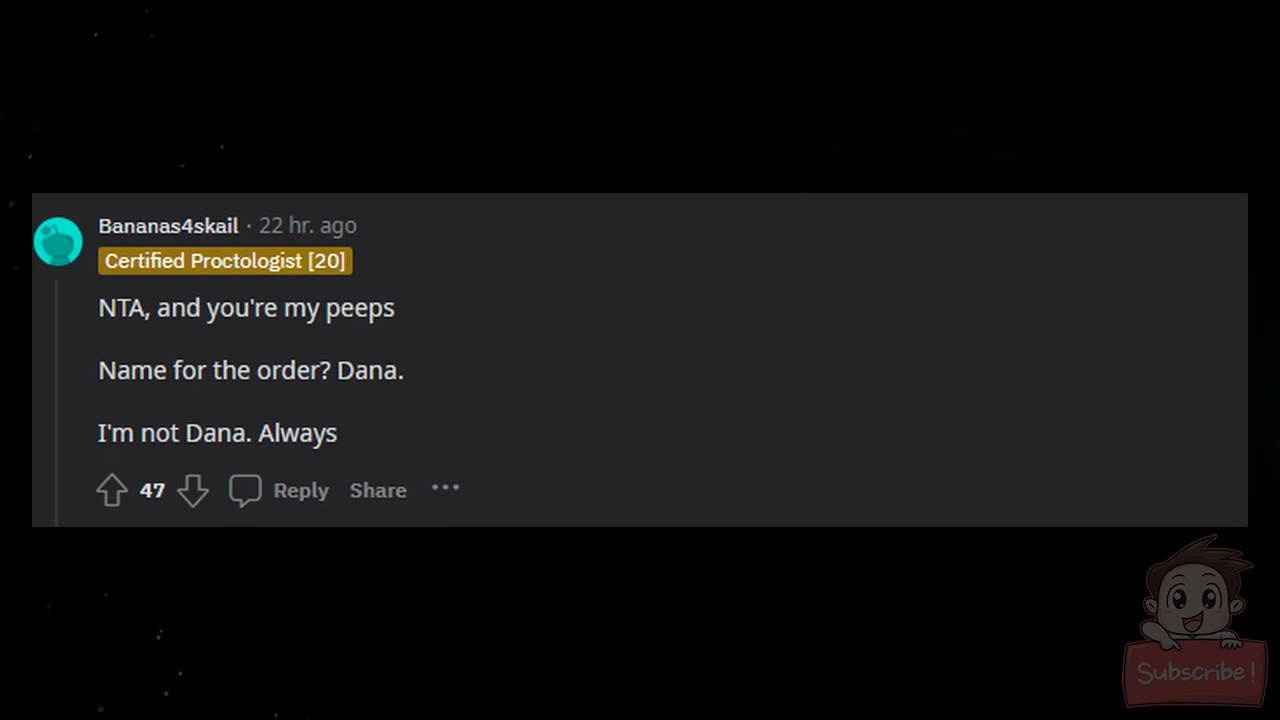 Bananas4skail · 22 hr. ago
Certified Proctologist [20]
NTA, and you're my peeps
Name for the order? Dana.
I'm not Dana. Always
47 Reply Share ···
Subscribe!